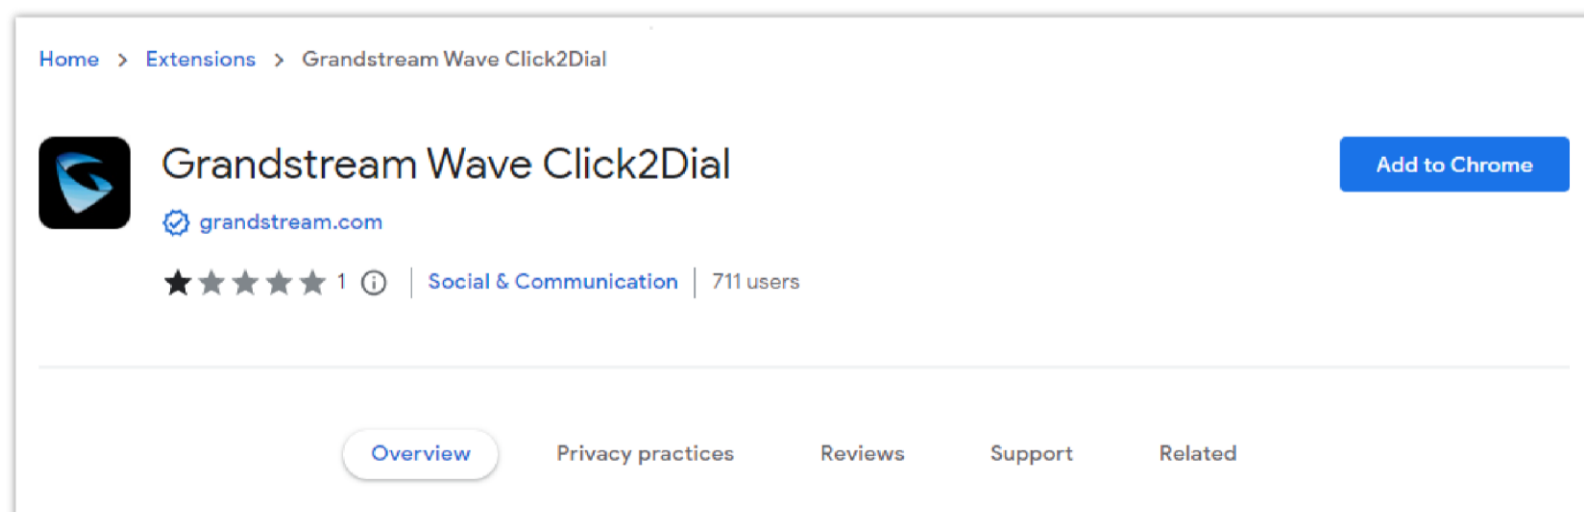 Home > Extensions > Grandstream Wave Click2Dial
Grandstream Wave Click2Dial
Add to Chrome
grandstream.com
1 | Social & Communication | 711 users
Overview Privacy practices Reviews Support Related